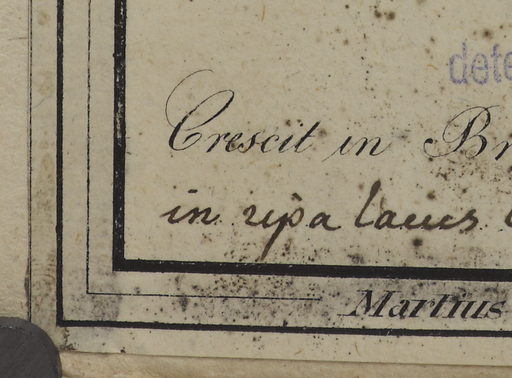 dete
Crescit in Br
in ripa lacus
Martius